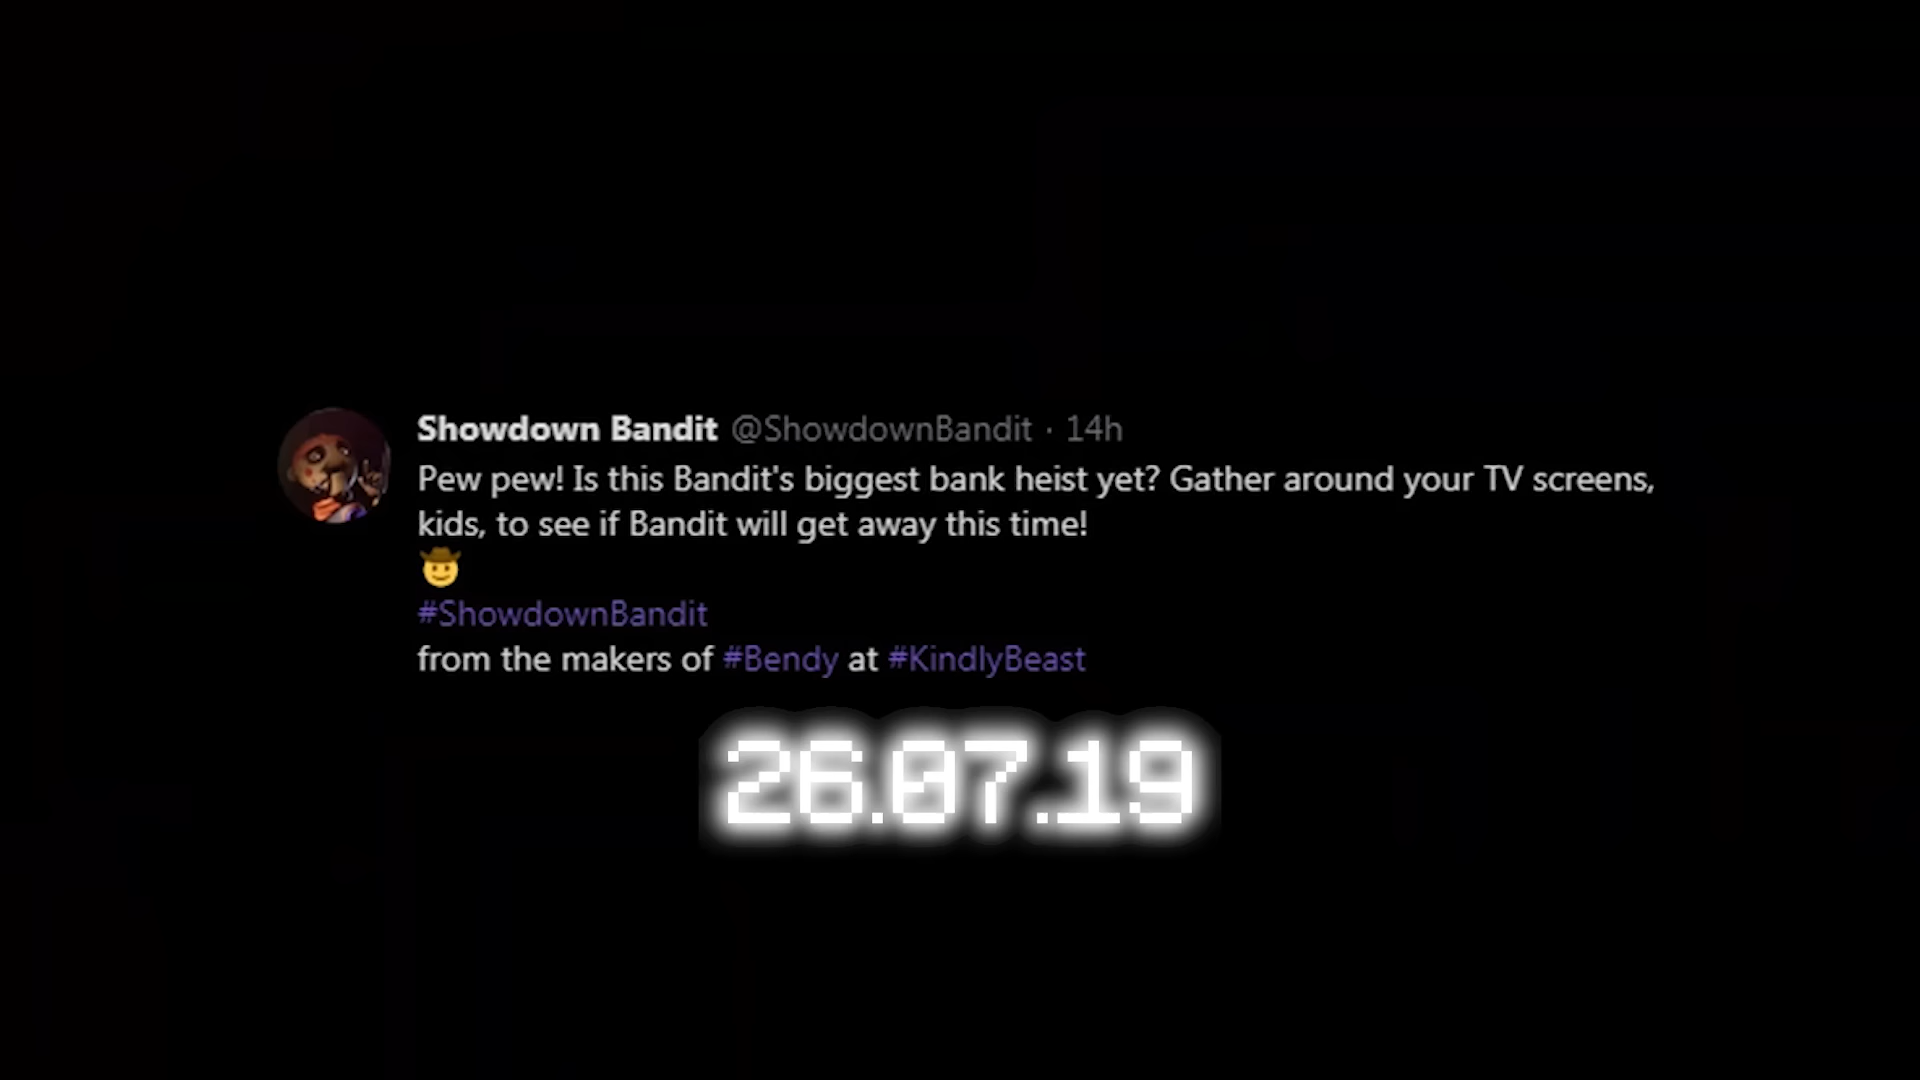 Showdown Bandit @ShowdownBandit · 14h
Pew pew! Is this Bandit's biggest bank heist yet? Gather around your TV screens,
kids, to see if Bandit will get away this time!
🤠
#ShowdownBandit
from the makers of #Bendy at #KindlyBeast
26.07.19